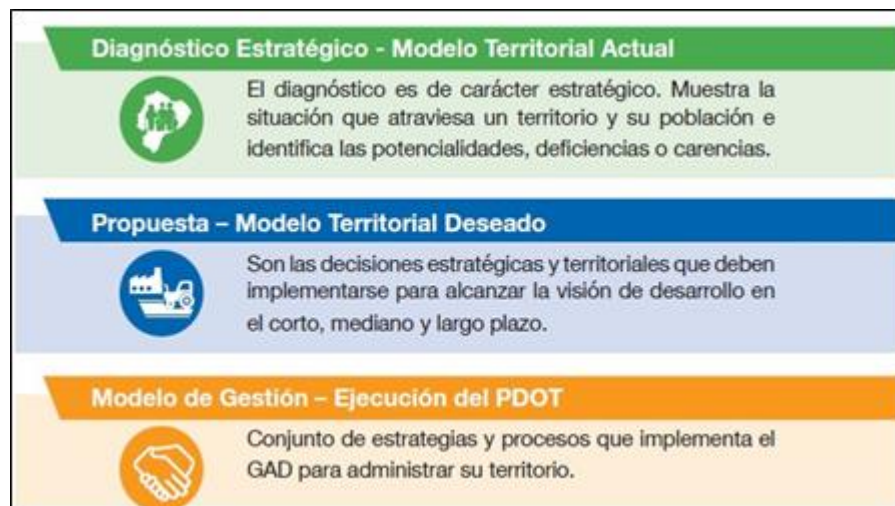 Diagnóstico Estratégico - Modelo Territorial Actual
El diagnóstico es de carácter estratégico. Muestra la
situación que atraviesa un territorio y su población e
identifica las potencialidades, deficiencias o carencias.
Propuesta – Modelo Territorial Deseado
Son las decisiones estratégicas y territoriales que deben
implementarse para alcanzar la visión de desarrollo en
el corto, mediano y largo plazo.
Modelo de Gestión – Ejecución del PDOT
Conjunto de estrategias y procesos que implementa el
GAD para administrar su territorio.